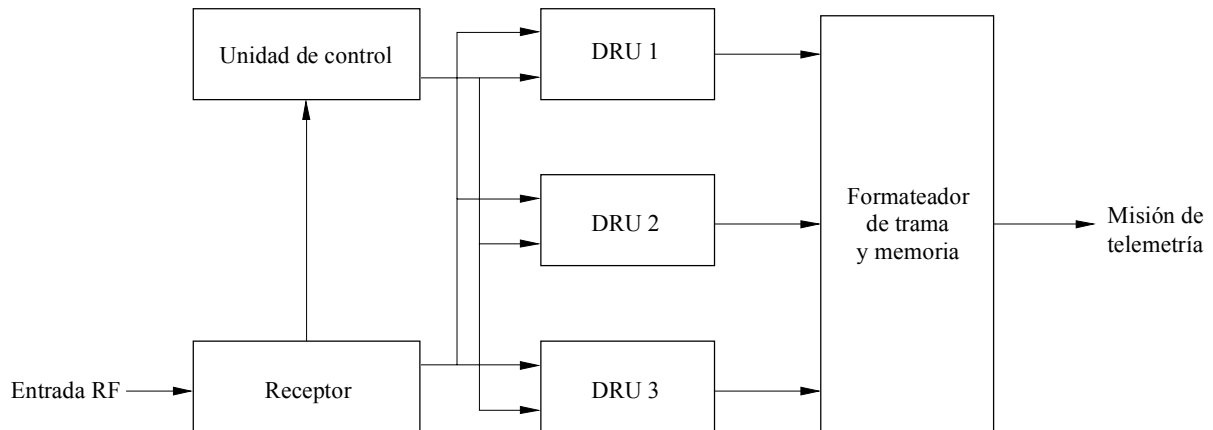 Unidad de control
DRU 1
DRU 2
Formateador
de trama
y memoria
Misión de
telemetría
Entrada RF
Receptor
DRU 3